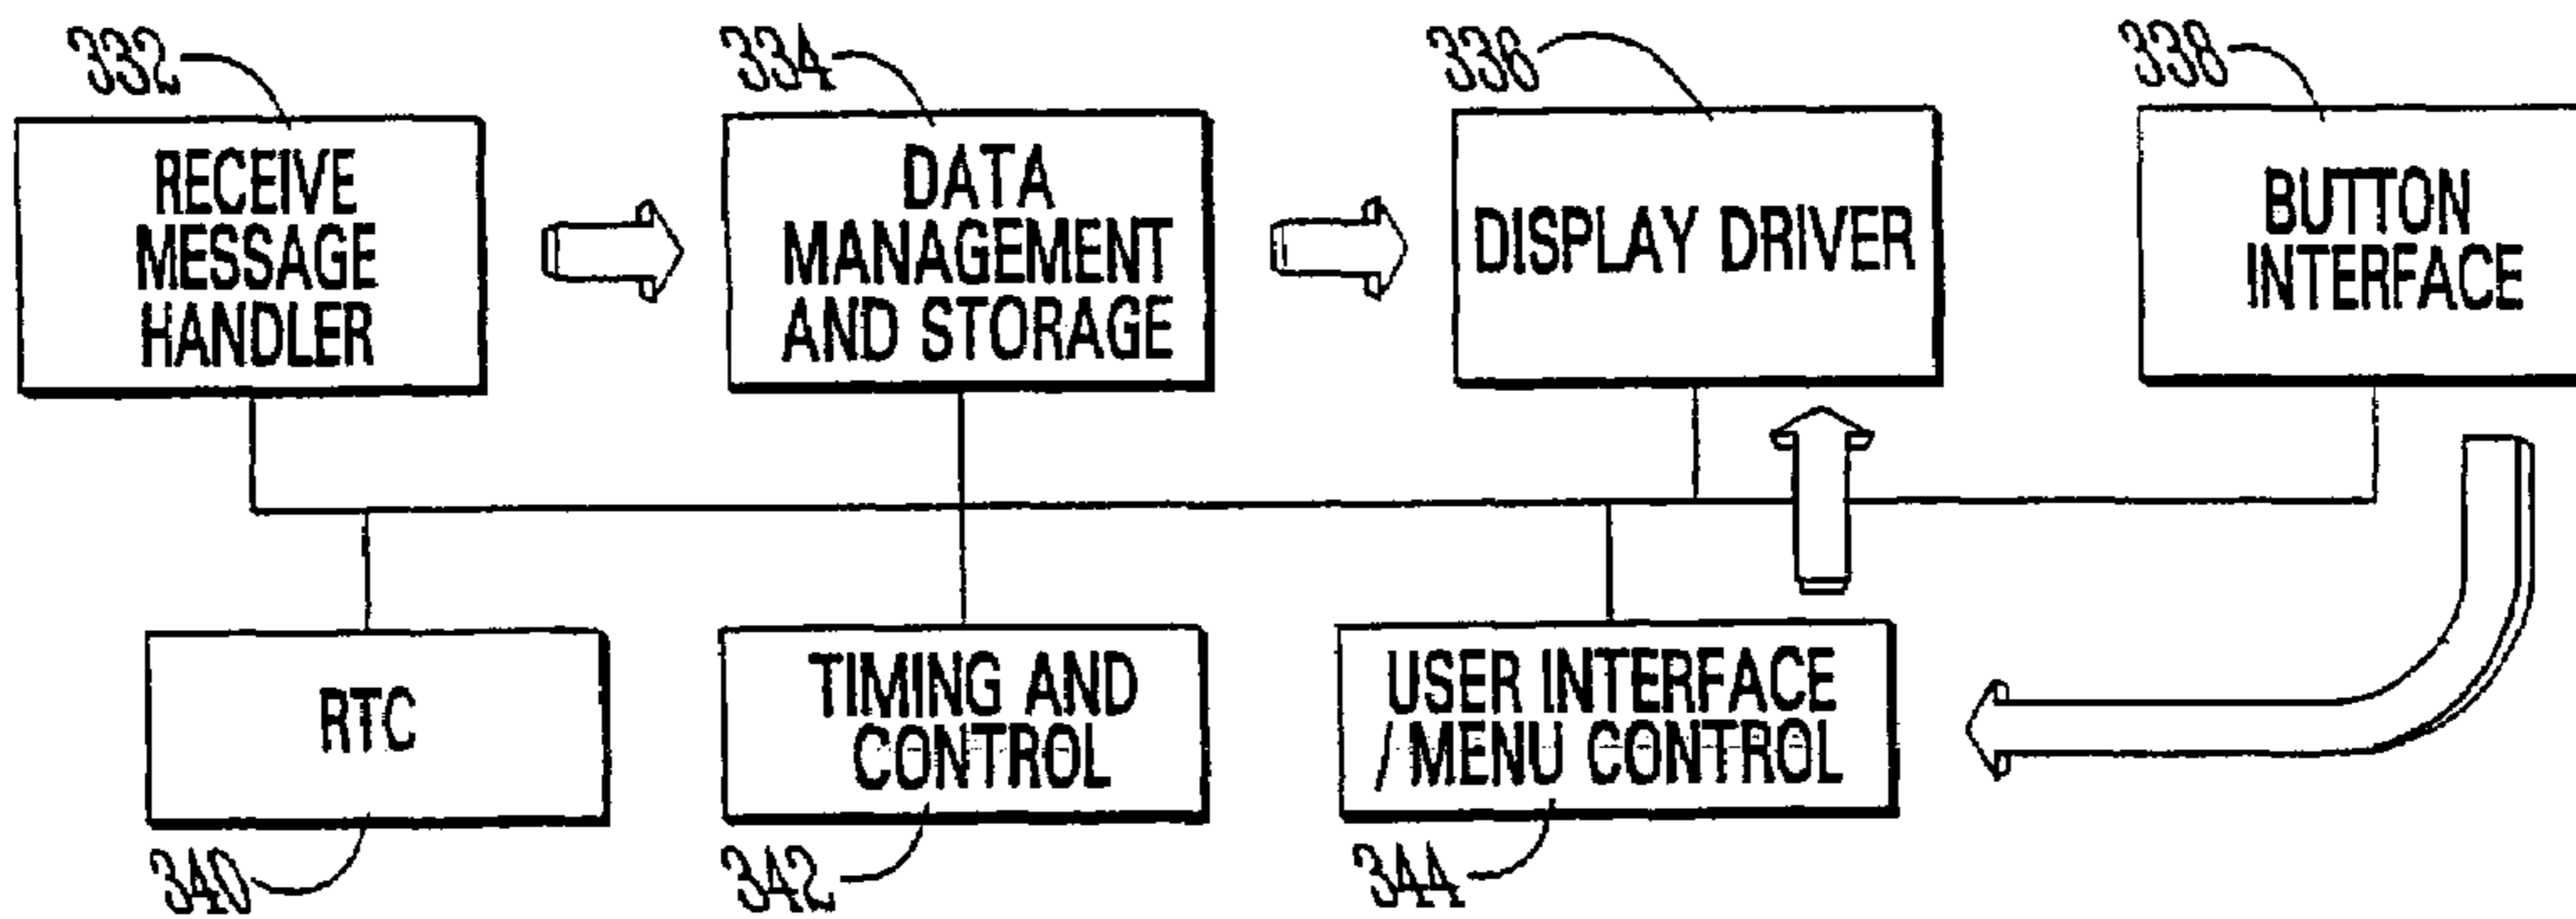 332
334
336
338
RECEIVE
MESSAGE
HANDLER
DATA
MANAGEMENT
AND STORAGE
DISPLAY DRIVER
BUTTON
INTERFACE
RTC
TIMING AND
CONTROL
USER INTERFACE
/ MENU CONTROL
340
342
344